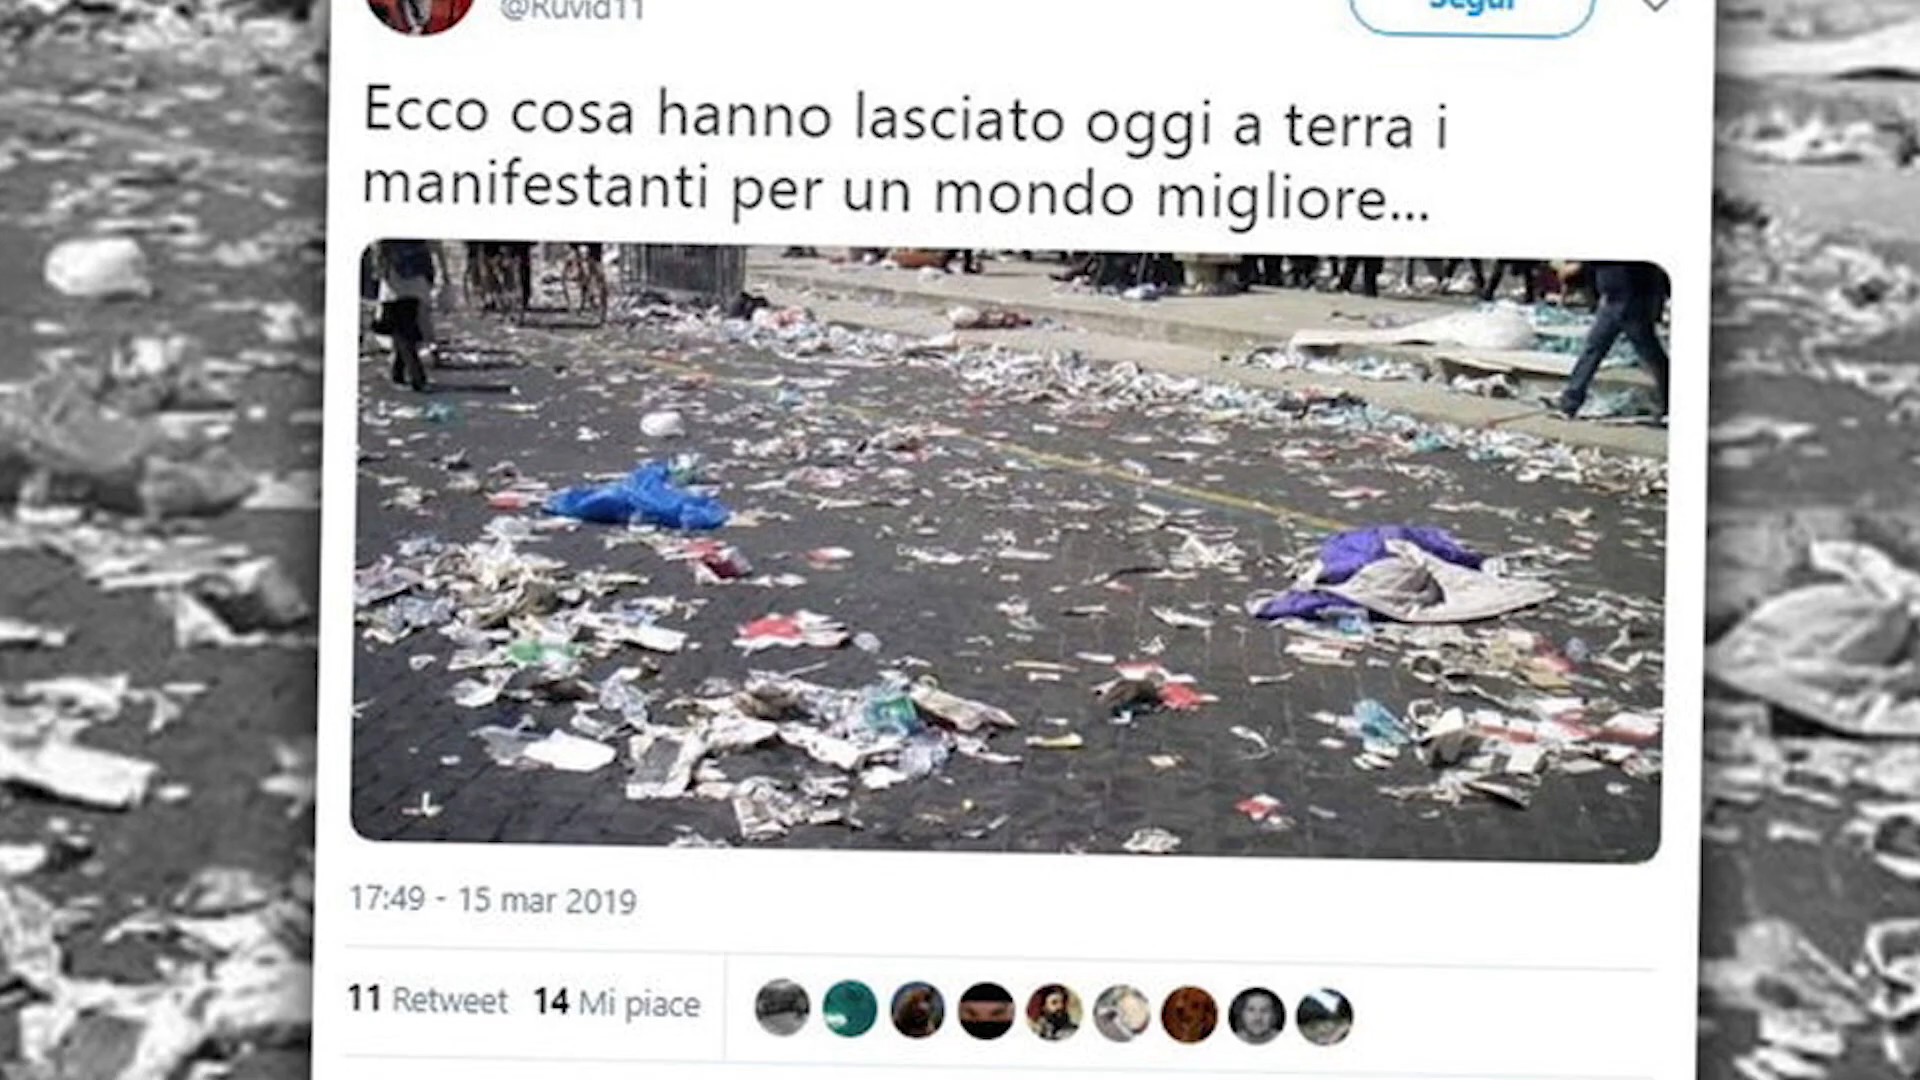 @Ruvid11
Segui
Ecco cosa hanno lasciato oggi a terra i
manifestanti per un mondo migliore...
17:49 - 15 mar 2019
11 Retweet 14 Mi piace